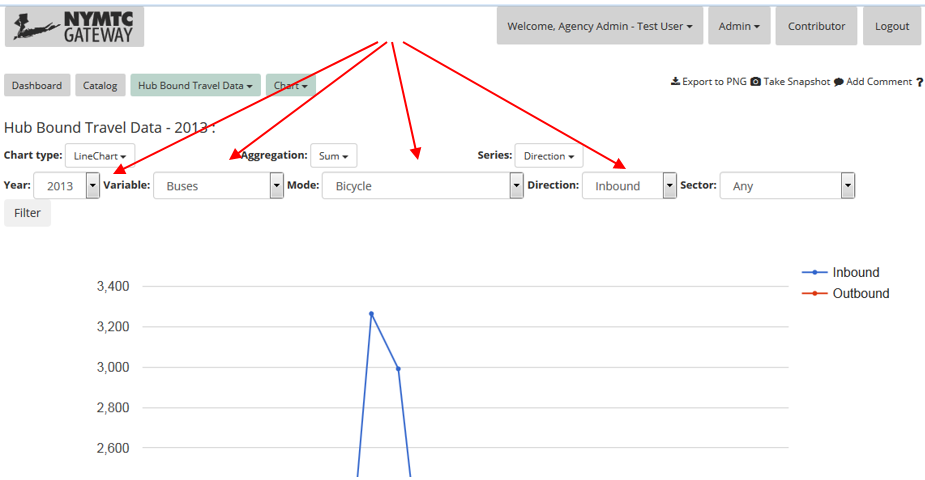 NYMTC
GATEWAY
Welcome, Agency Admin - Test User
Admin
Contributor
Logout
Dashboard
Catalog
Hub Bound Travel Data
Chart
Export to PNG Take Snapshot Add Comment ?
Hub Bound Travel Data - 2013 :
Chart type: LineChart Aggregation: Sum Series: Direction
Year: 2013 Variable: Buses Mode: Bicycle Direction: Inbound Sector: Any
Filter
Inbound
Outbound
3,400
3,200
3,000
2,800
2,600